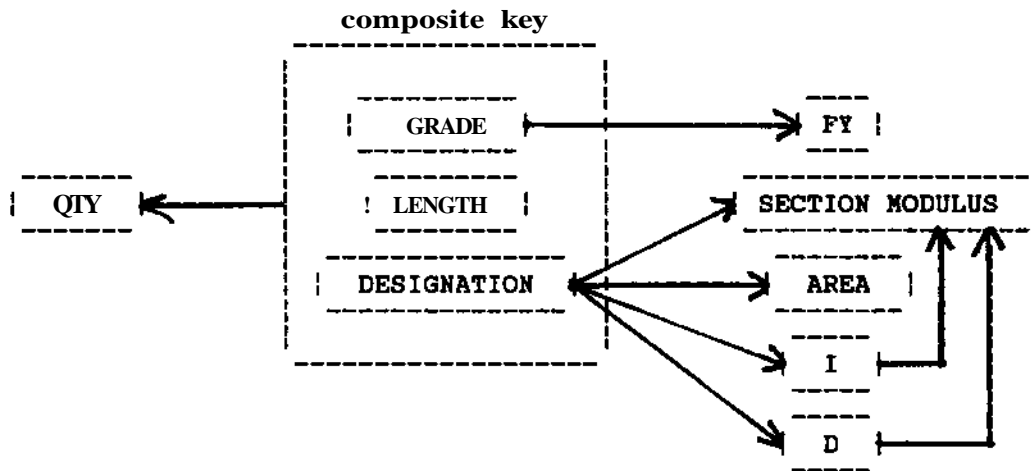 composite key
GRADE
FY
QTY
! LENGTH
SECTION MODULUS
DESIGNATION
AREA
I
D